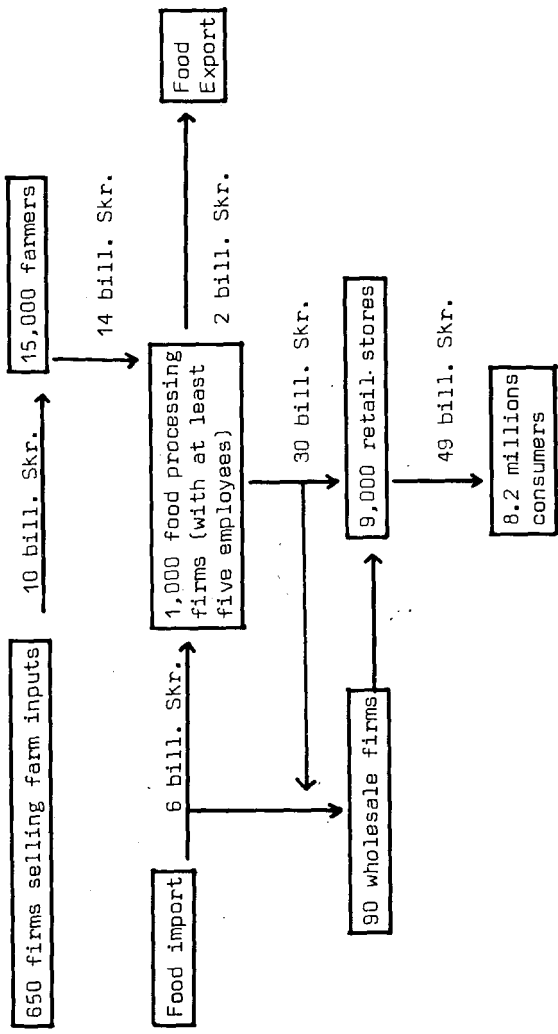 650 firms selling farm inputs
10 bill. Skr.
15,000 farmers
14 bill. Skr.
Food import
6 bill. Skr.
1,000 food processing
firms (with at least
five employees)
2 bill. Skr.
Food
Export
30 bill. Skr.
90 wholesale firms
9,000 retail stores
49 bill. Skr.
8.2 millions
consumers